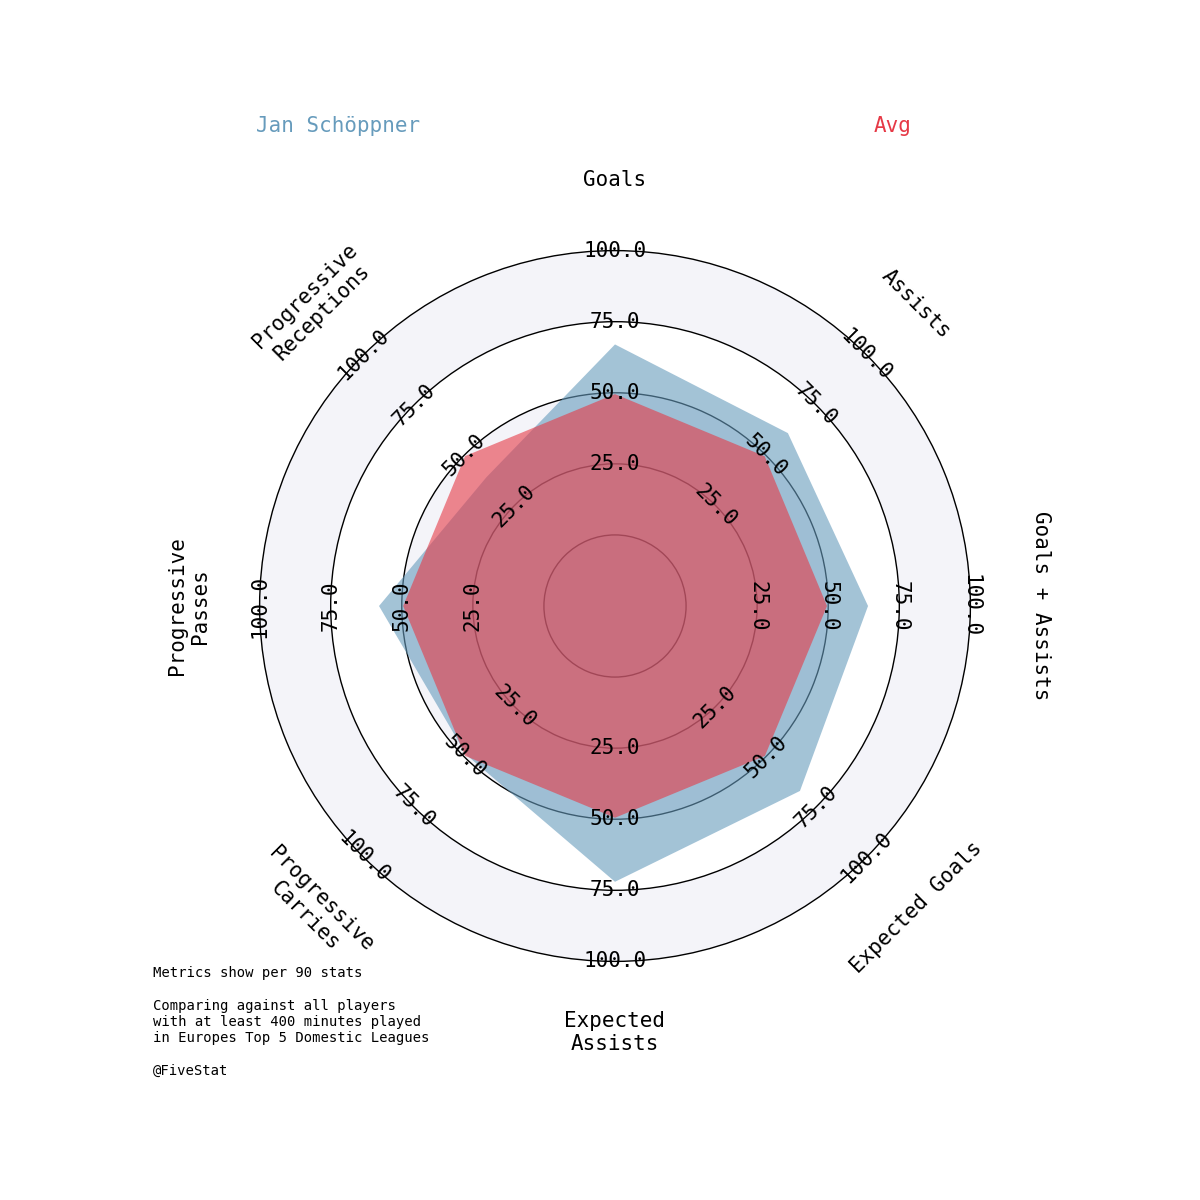 Jan Schöppner
Avg
Goals
Progressive
Receptions
Assists
100.0
100.0
100.0
75.0
75.0
75.0
50.0
50.0
50.0
25.0
25.0
25.0
Progressive
Passes
100.0
75.0
50.0
25.0
25.0
50.0
75.0
100.0
Goals + Assists
25.0
25.0
25.0
50.0
50.0
50.0
75.0
75.0
75.0
100.0
100.0
100.0
Progressive
Carries
Expected Goals
Expected
Assists
Metrics show per 90 stats
Comparing against all players
with at least 400 minutes played
in Europes Top 5 Domestic Leagues
@FiveStat